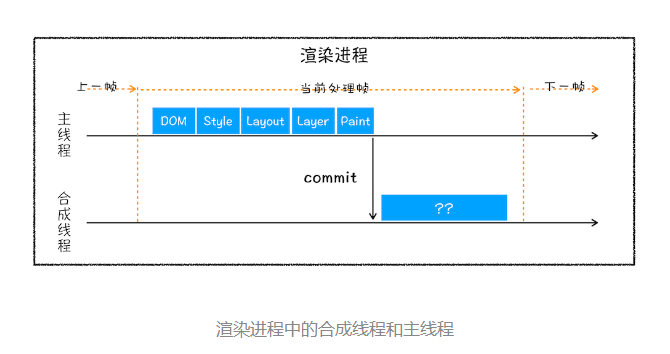 渲染进程
上一帧 当前处理帧 下一帧
主线程
DOM Style Layout Layer Paint
commit
合成线程
??
渲染进程中的合成线程和主线程